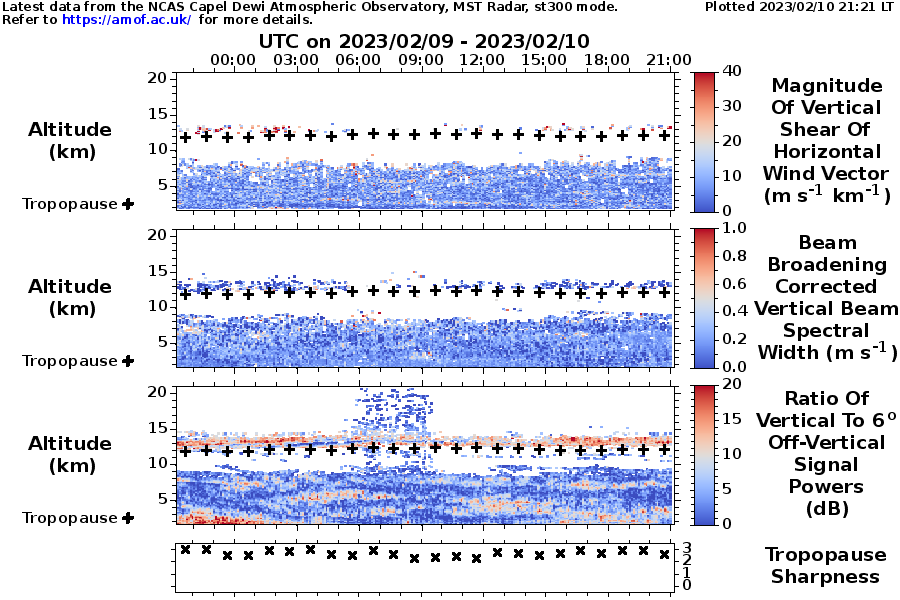 Latest data from the NCAS Capel Dewi Atmospheric Observatory, MST Radar, st300 mode.
Plotted 2023/02/10 21:21 LT
Refer to https://amof.ac.uk/ for more details.
UTC on 2023/02/09 - 2023/02/10
00:00 03:00 06:00 09:00 12:00 15:00 18:00 21:00
20
15
10
5
Altitude
(km)
Tropopause
40
30
20
10
0
Magnitude
Of Vertical
Shear Of
Horizontal
Wind Vector
(m s-1 km-1)
20
15
10
5
Altitude
(km)
Tropopause
1.0
0.8
0.6
0.4
0.2
0.0
Beam
Broadening
Corrected
Vertical Beam
Spectral
Width (m s-1)
20
15
10
5
Altitude
(km)
Tropopause
20
15
10
5
0
Ratio Of
Vertical To 6o
Off-Vertical
Signal
Powers
(dB)
3
2
1
0
Tropopause
Sharpness